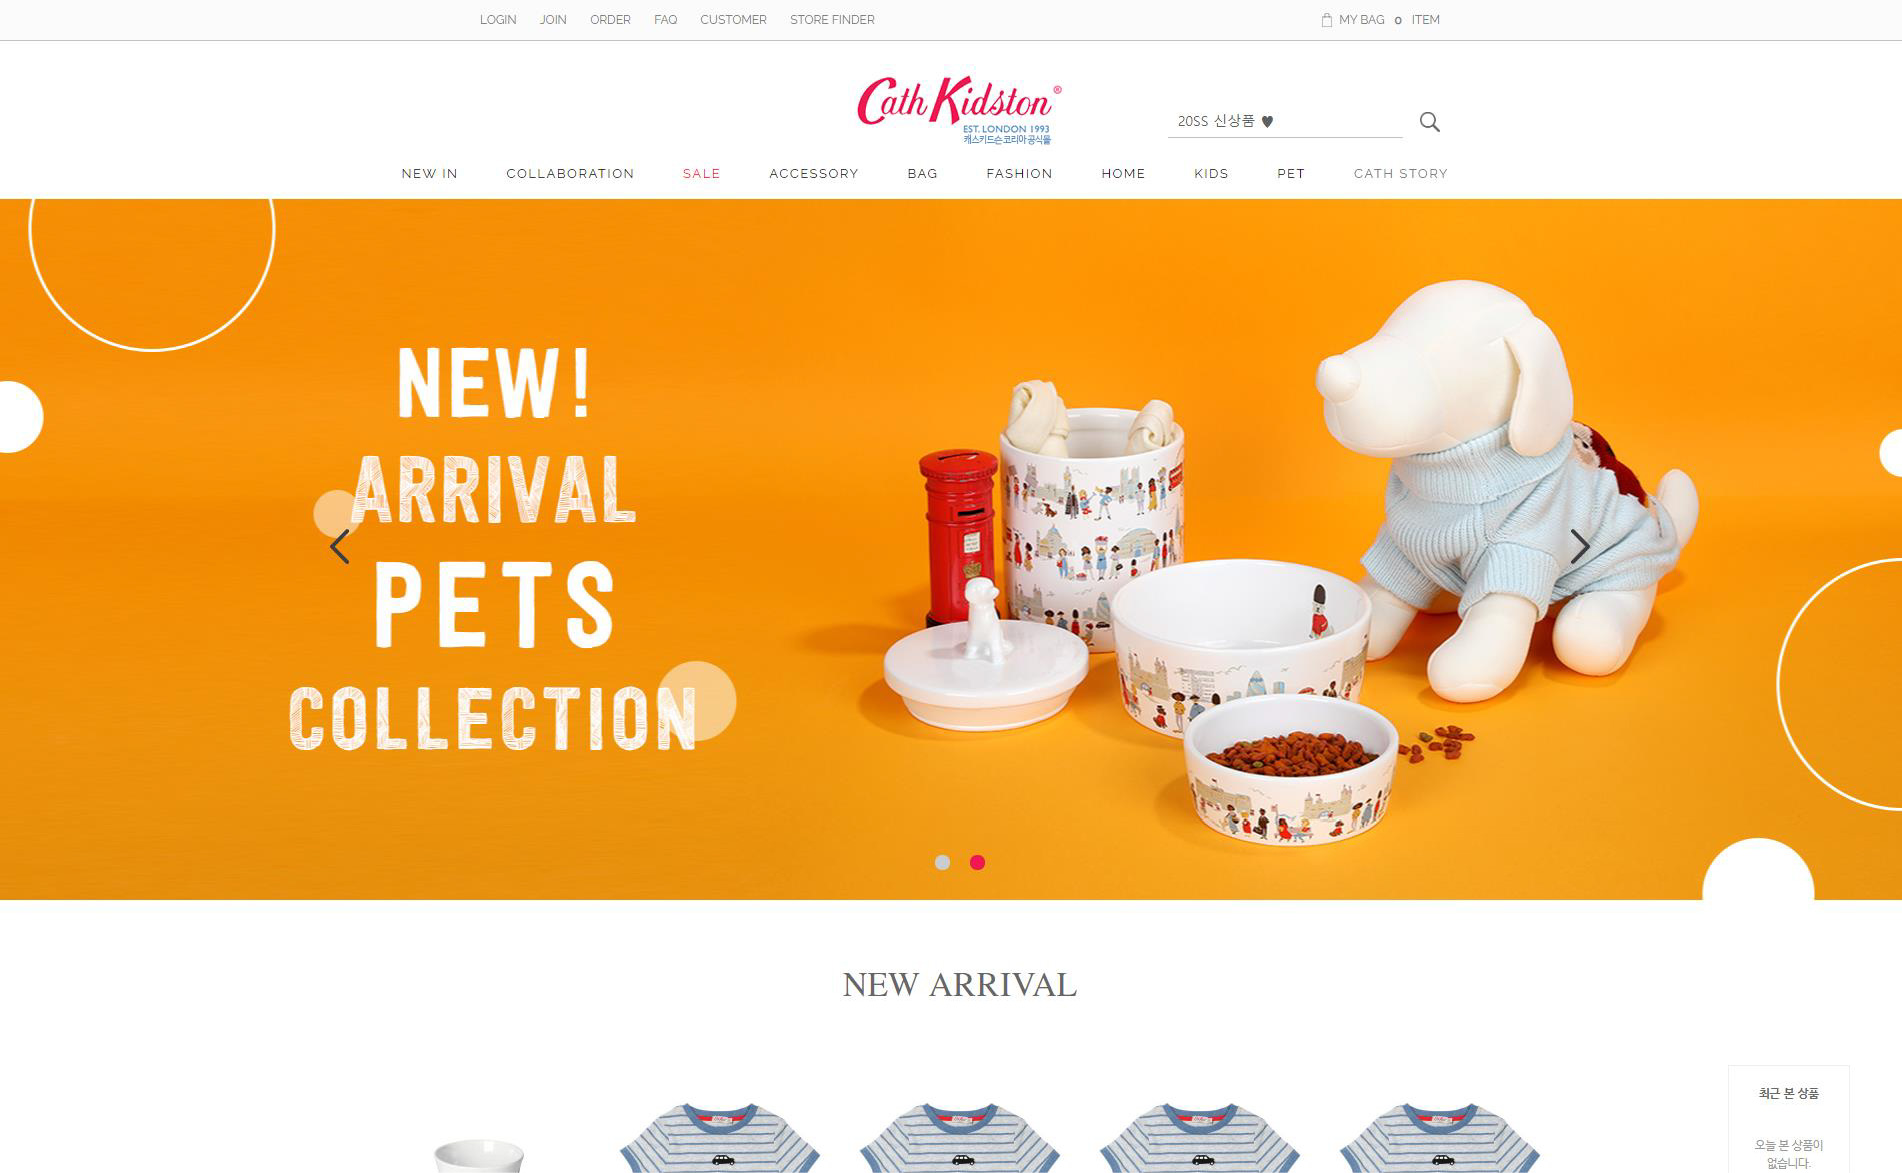 LOGIN JOIN ORDER FAQ CUSTOMER STORE FINDER MY BAG 0 ITEM
Cath Kidston®
EST. LONDON 1993
캐스키드슨코리아공식몰
20SS 신상품 ♥
NEW IN COLLABORATION SALE ACCESSORY BAG FASHION HOME KIDS PET CATH STORY
NEW!
ARRIVAL
PETS
COLLECTION
NEW ARRIVAL
최근 본 상품
오늘 본 상품이
없습니다.